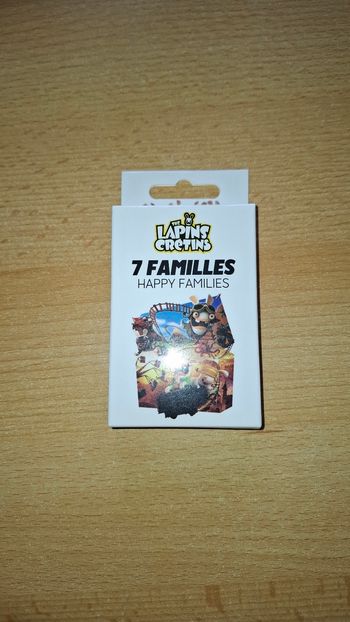 THE
LAPINS
CRÉTINS
7 FAMILLES
HAPPY FAMILIES